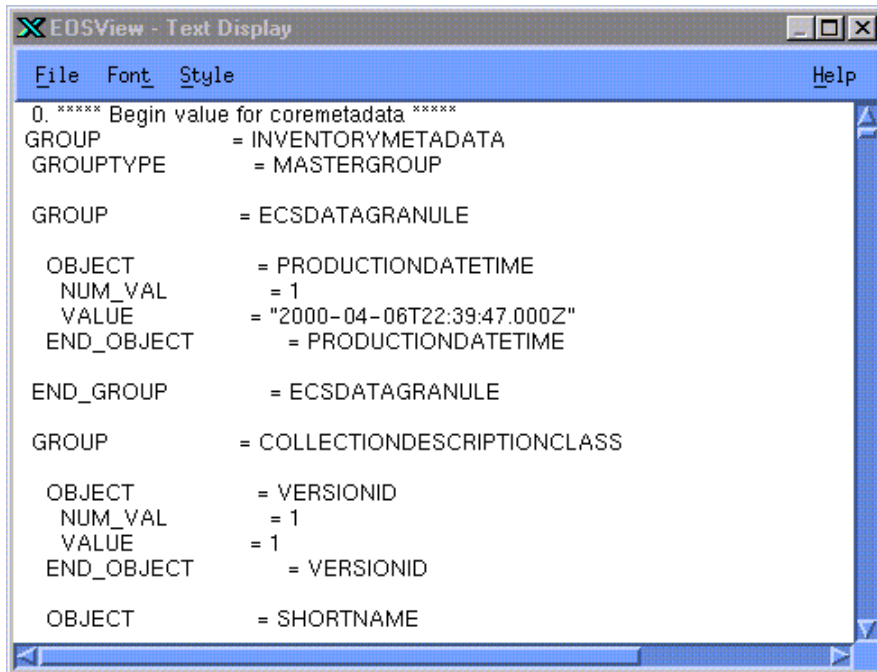 EOSView - Text Display
File Font Style Help
0. ***** Begin value for coremetadata *****
GROUP = INVENTORYMETADATA
GROUPTYPE = MASTERGROUP
GROUP = ECSDATAGRANULE
OBJECT = PRODUCTIONDATETIME
NUM_VAL = 1
VALUE = "2000-04-06T22:39:47.000Z"
END_OBJECT = PRODUCTIONDATETIME
END_GROUP = ECSDATAGRANULE
GROUP = COLLECTIONDESCRIPTIONCLASS
OBJECT = VERSIONID
NUM_VAL = 1
VALUE = 1
END_OBJECT = VERSIONID
OBJECT = SHORTNAME